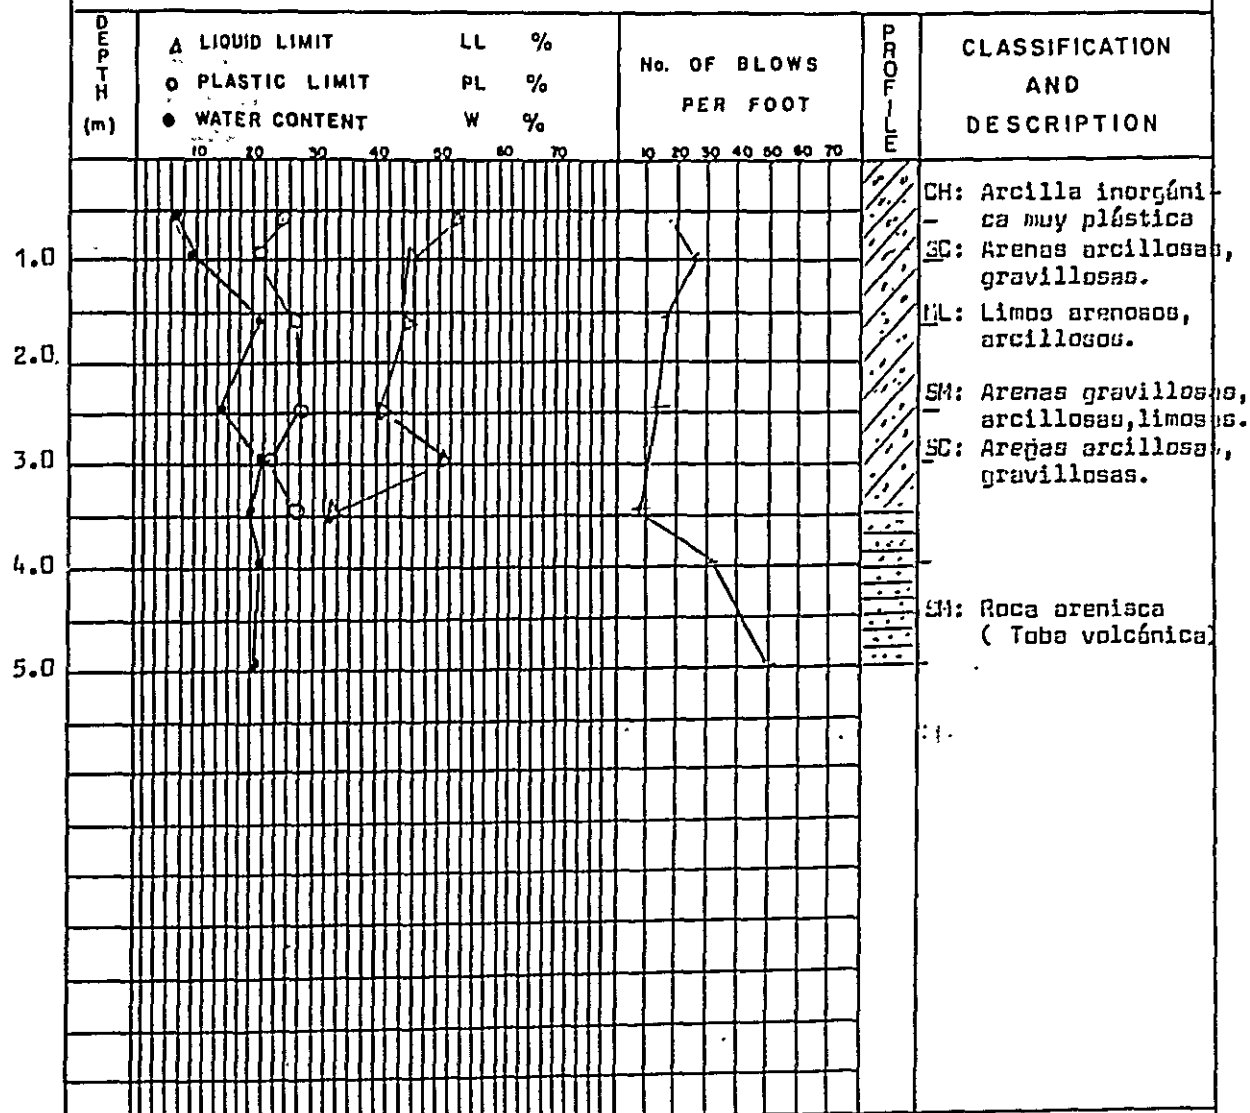 DEPTH (m)
△ LIQUID LIMIT LL %
○ PLASTIC LIMIT PL %
● WATER CONTENT W %
10 20 30 40 50 60 70
No. OF BLOWS
PER FOOT
10 20 30 40 50 60 70
PROFILE
CLASSIFICATION
AND
DESCRIPTION
CH: Arcilla inorgáni-
ca muy plástica
1.0
SC: Arenas arcillosas,
gravillosas.
ML: Limos arenosos,
arcillosos.
2.0
SM: Arenas gravillosas,
arcillosas, limosas.
3.0
SC: Arenas arcillosas,
gravillosas.
4.0
SM: Roca arenisca
( Toba volcánica)
5.0